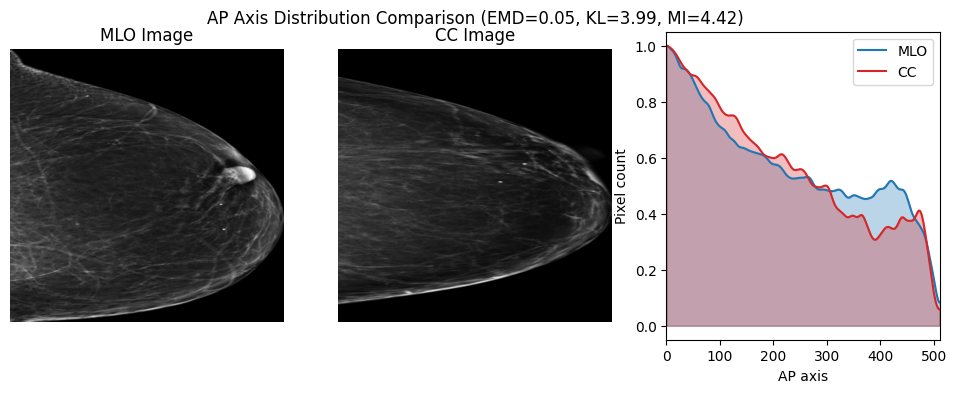 AP Axis Distribution Comparison (EMD=0.05, KL=3.99, MI=4.42)
MLO Image
CC Image
MLO
CC
1.0
0.8
0.6
0.4
0.2
0.0
Pixel count
0 100 200 300 400 500
AP axis